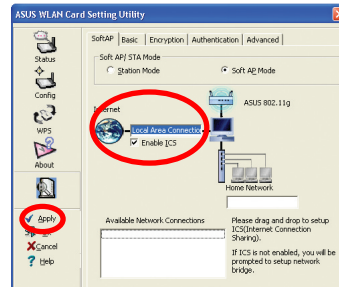 ASUS WLAN Card Setting Utility
SoftAP Basic Encryption Authentication Advanced
Status
Soft AP/ STA Mode
Station Mode Soft AP Mode
Config
Internet
ASUS 802.11g
Local Area Connection
Enable ICS
WPS
About
Home Network
Apply
Available Network Connections
Please drag and drop to setup
ICS(Internet Connection
Sharing).
Cancel
If ICS is not enabled, you will be
prompted to setup network
bridge.
Help